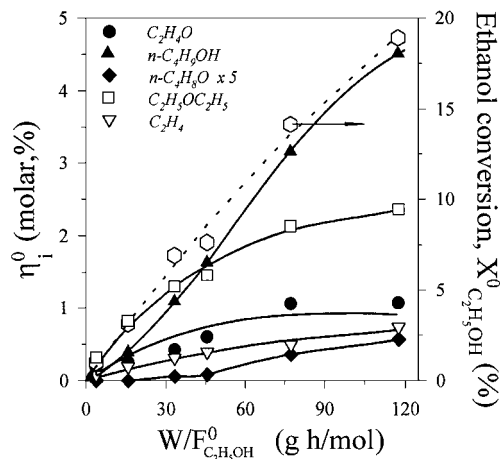 C₂H₄O
n-C₄H₉OH
n-C₄H₈O x 5
C₂H₅OC₂H₅
C₂H₄
η⁰ᵢ (molar,%)
5
4
3
2
1
0
0 30 60 90 120
W/F⁰C₂H₅OH (g h/mol)
20
15
10
5
0
Ethanol conversion, X⁰C₂H₅OH (%)